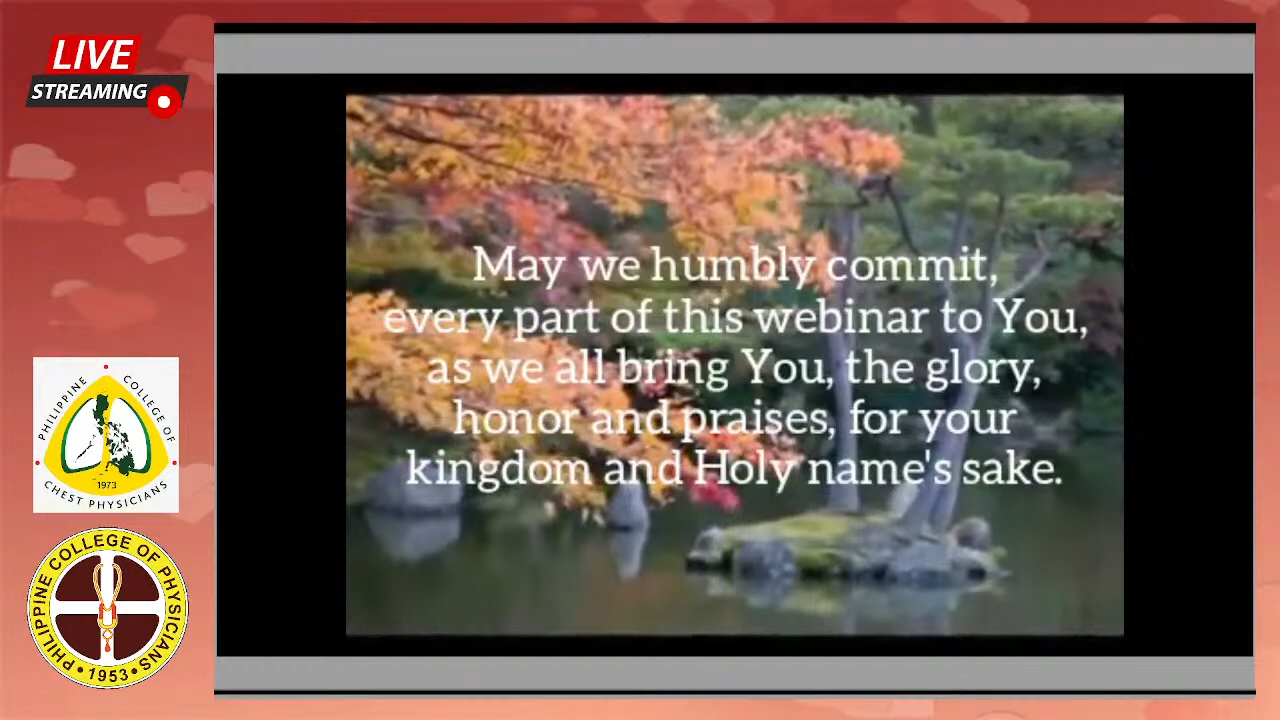 LIVE
STREAMING
PHILIPPINE COLLEGE OF
CHEST PHYSICIANS
1973
PHILIPPINE COLLEGE OF PHYSICIANS
1953
May we humbly commit,
every part of this webinar to You,
as we all bring You, the glory,
honor and praises, for your
kingdom and Holy name's sake.